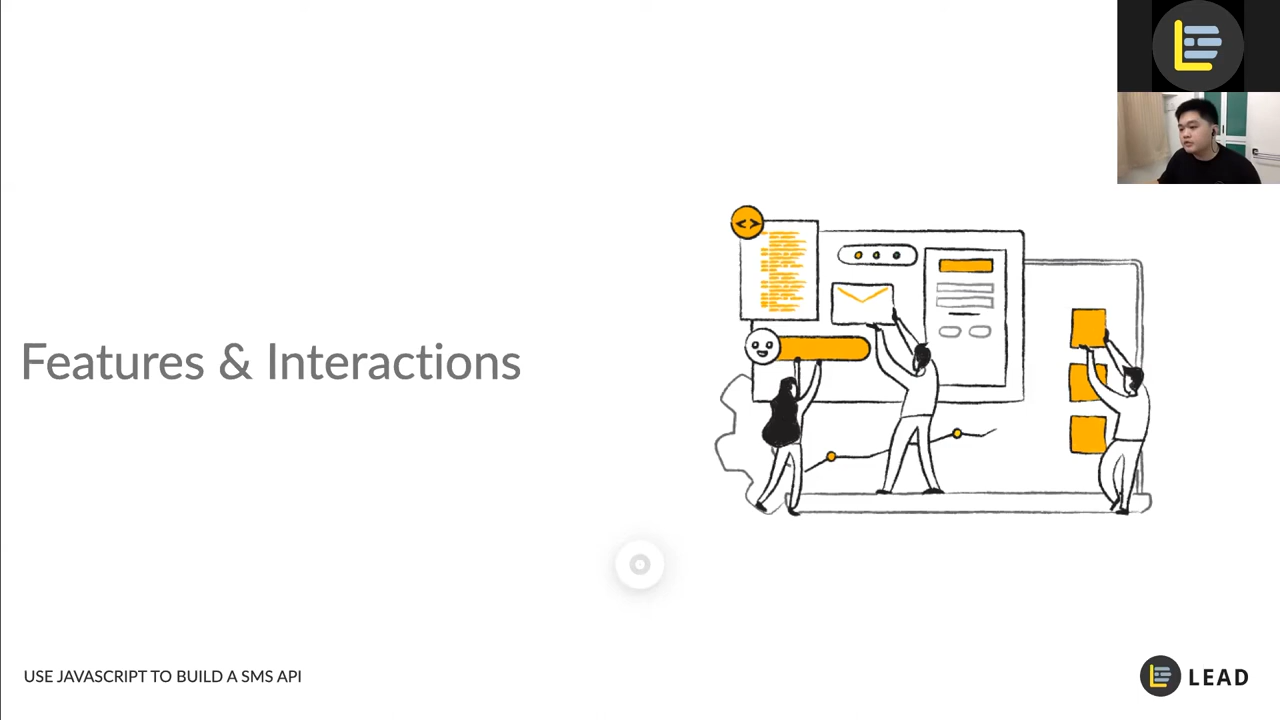 Features & Interactions
USE JAVASCRIPT TO BUILD A SMS API
LEAD